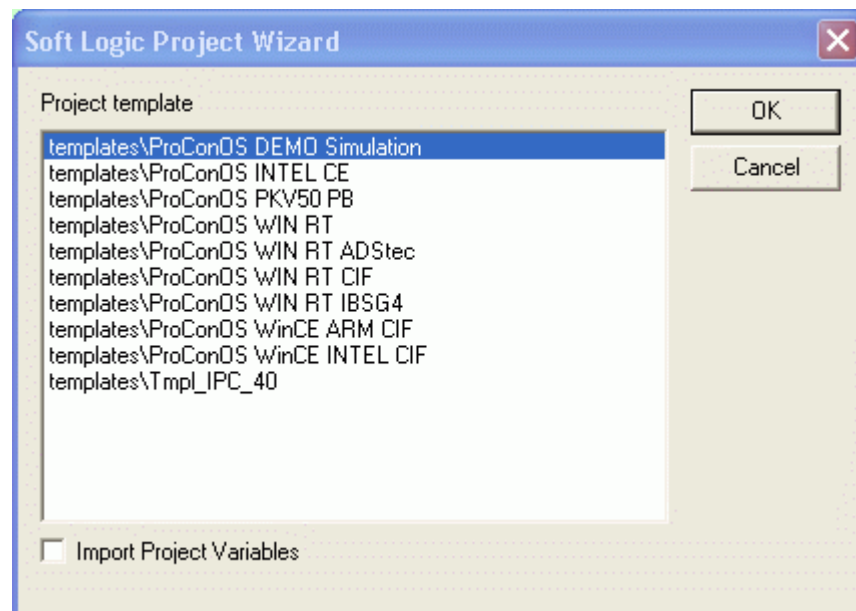 Soft Logic Project Wizard
Project template
OK
Cancel
templates\ProConOS DEMO Simulation
templates\ProConOS INTEL CE
templates\ProConOS PKV50 PB
templates\ProConOS WIN RT
templates\ProConOS WIN RT ADStec
templates\ProConOS WIN RT CIF
templates\ProConOS WIN RT IBSG4
templates\ProConOS WinCE ARM CIF
templates\ProConOS WinCE INTEL CIF
templates\Tmpl_IPC_40
Import Project Variables